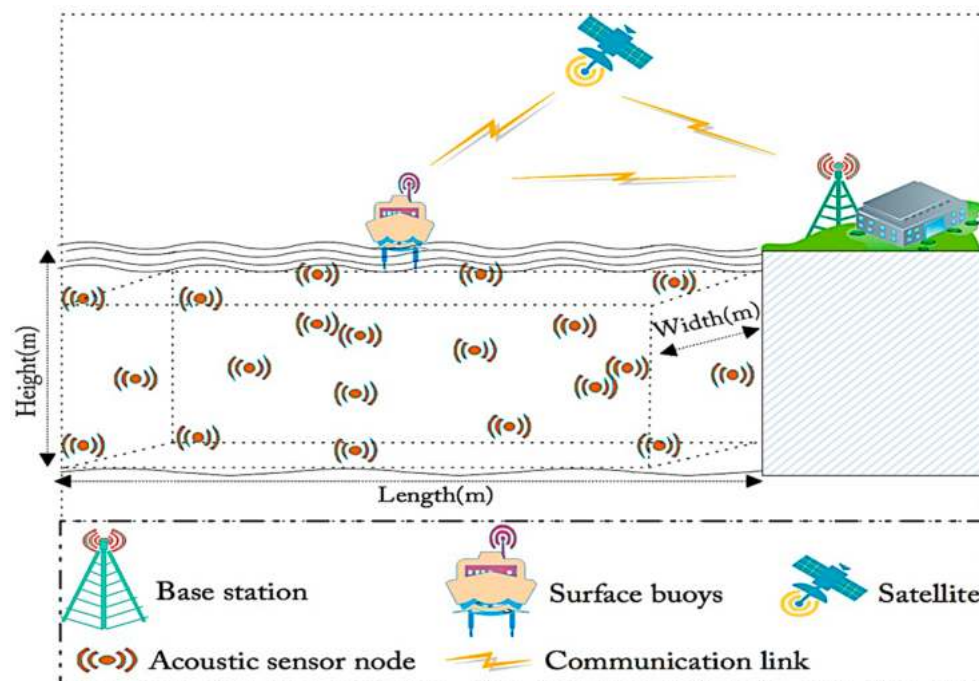 Width(m)
Height(m)
Length(m)
Base station
Surface buoys
Satellite
Acoustic sensor node
Communication link